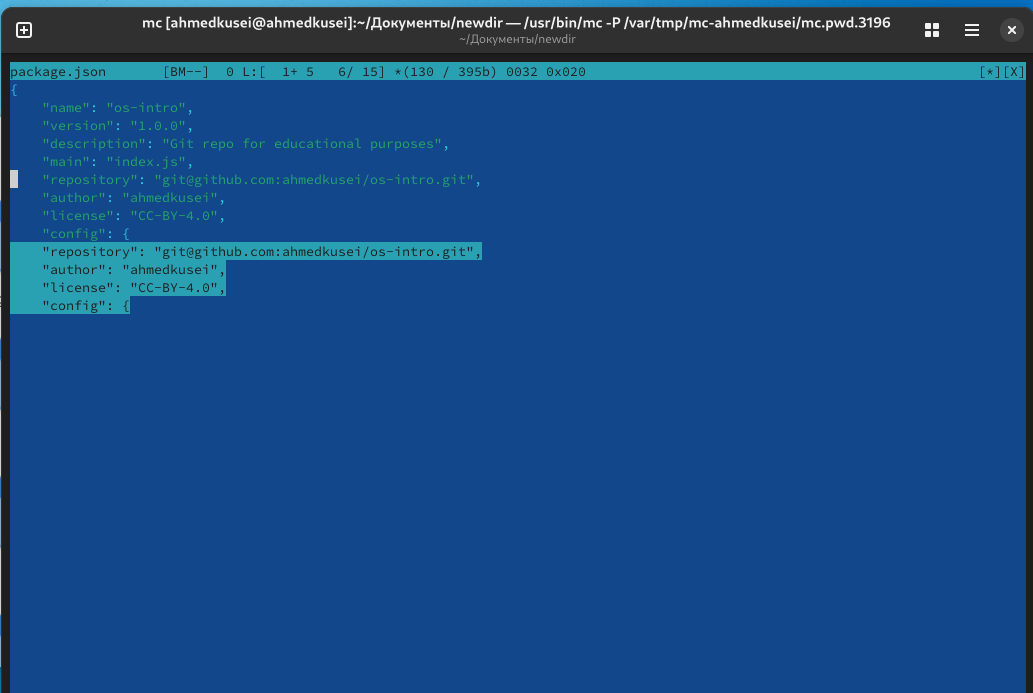 mc [ahmedkusei@ahmedkusei]:~/Документы/newdir — /usr/bin/mc -P /var/tmp/mc-ahmedkusei/mc.pwd.3196
~/Документы/newdir
package.json       [BM--]  0 L:[  1+ 5   6/ 15] *(130 / 395b) 0032 0x020    [*][X]
{
    "name": "os-intro",
    "version": "1.0.0",
    "description": "Git repo for educational purposes",
    "main": "index.js",
    "repository": "git@github.com:ahmedkusei/os-intro.git",
    "author": "ahmedkusei",
    "license": "CC-BY-4.0",
    "config": {
    "repository": "git@github.com:ahmedkusei/os-intro.git",
    "author": "ahmedkusei",
    "license": "CC-BY-4.0",
    "config": {